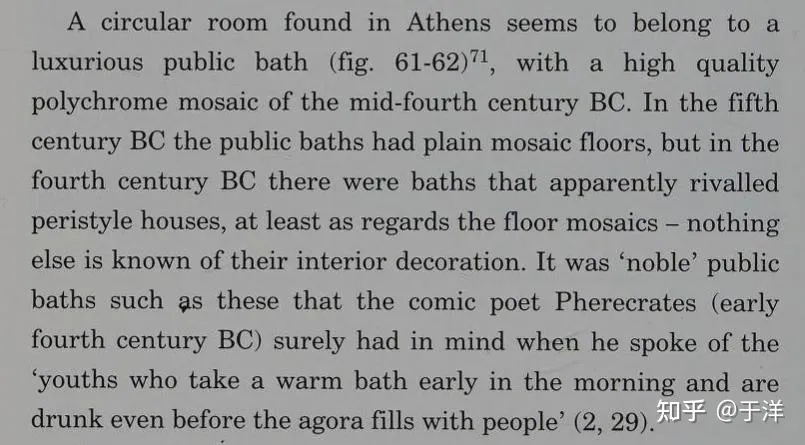 A circular room found in Athens seems to belong to a
luxurious public bath (fig. 61-62)71, with a high quality
polychrome mosaic of the mid-fourth century BC. In the fifth
century BC the public baths had plain mosaic floors, but in the
fourth century BC there were baths that apparently rivalled
peristyle houses, at least as regards the floor mosaics – nothing
else is known of their interior decoration. It was ‘noble’ public
baths such as these that the comic poet Pherecrates (early
fourth century BC) surely had in mind when he spoke of the
‘youths who take a warm bath early in the morning and are
drunk even before the agora fills with people’ (2, 29).
知乎 @于洋